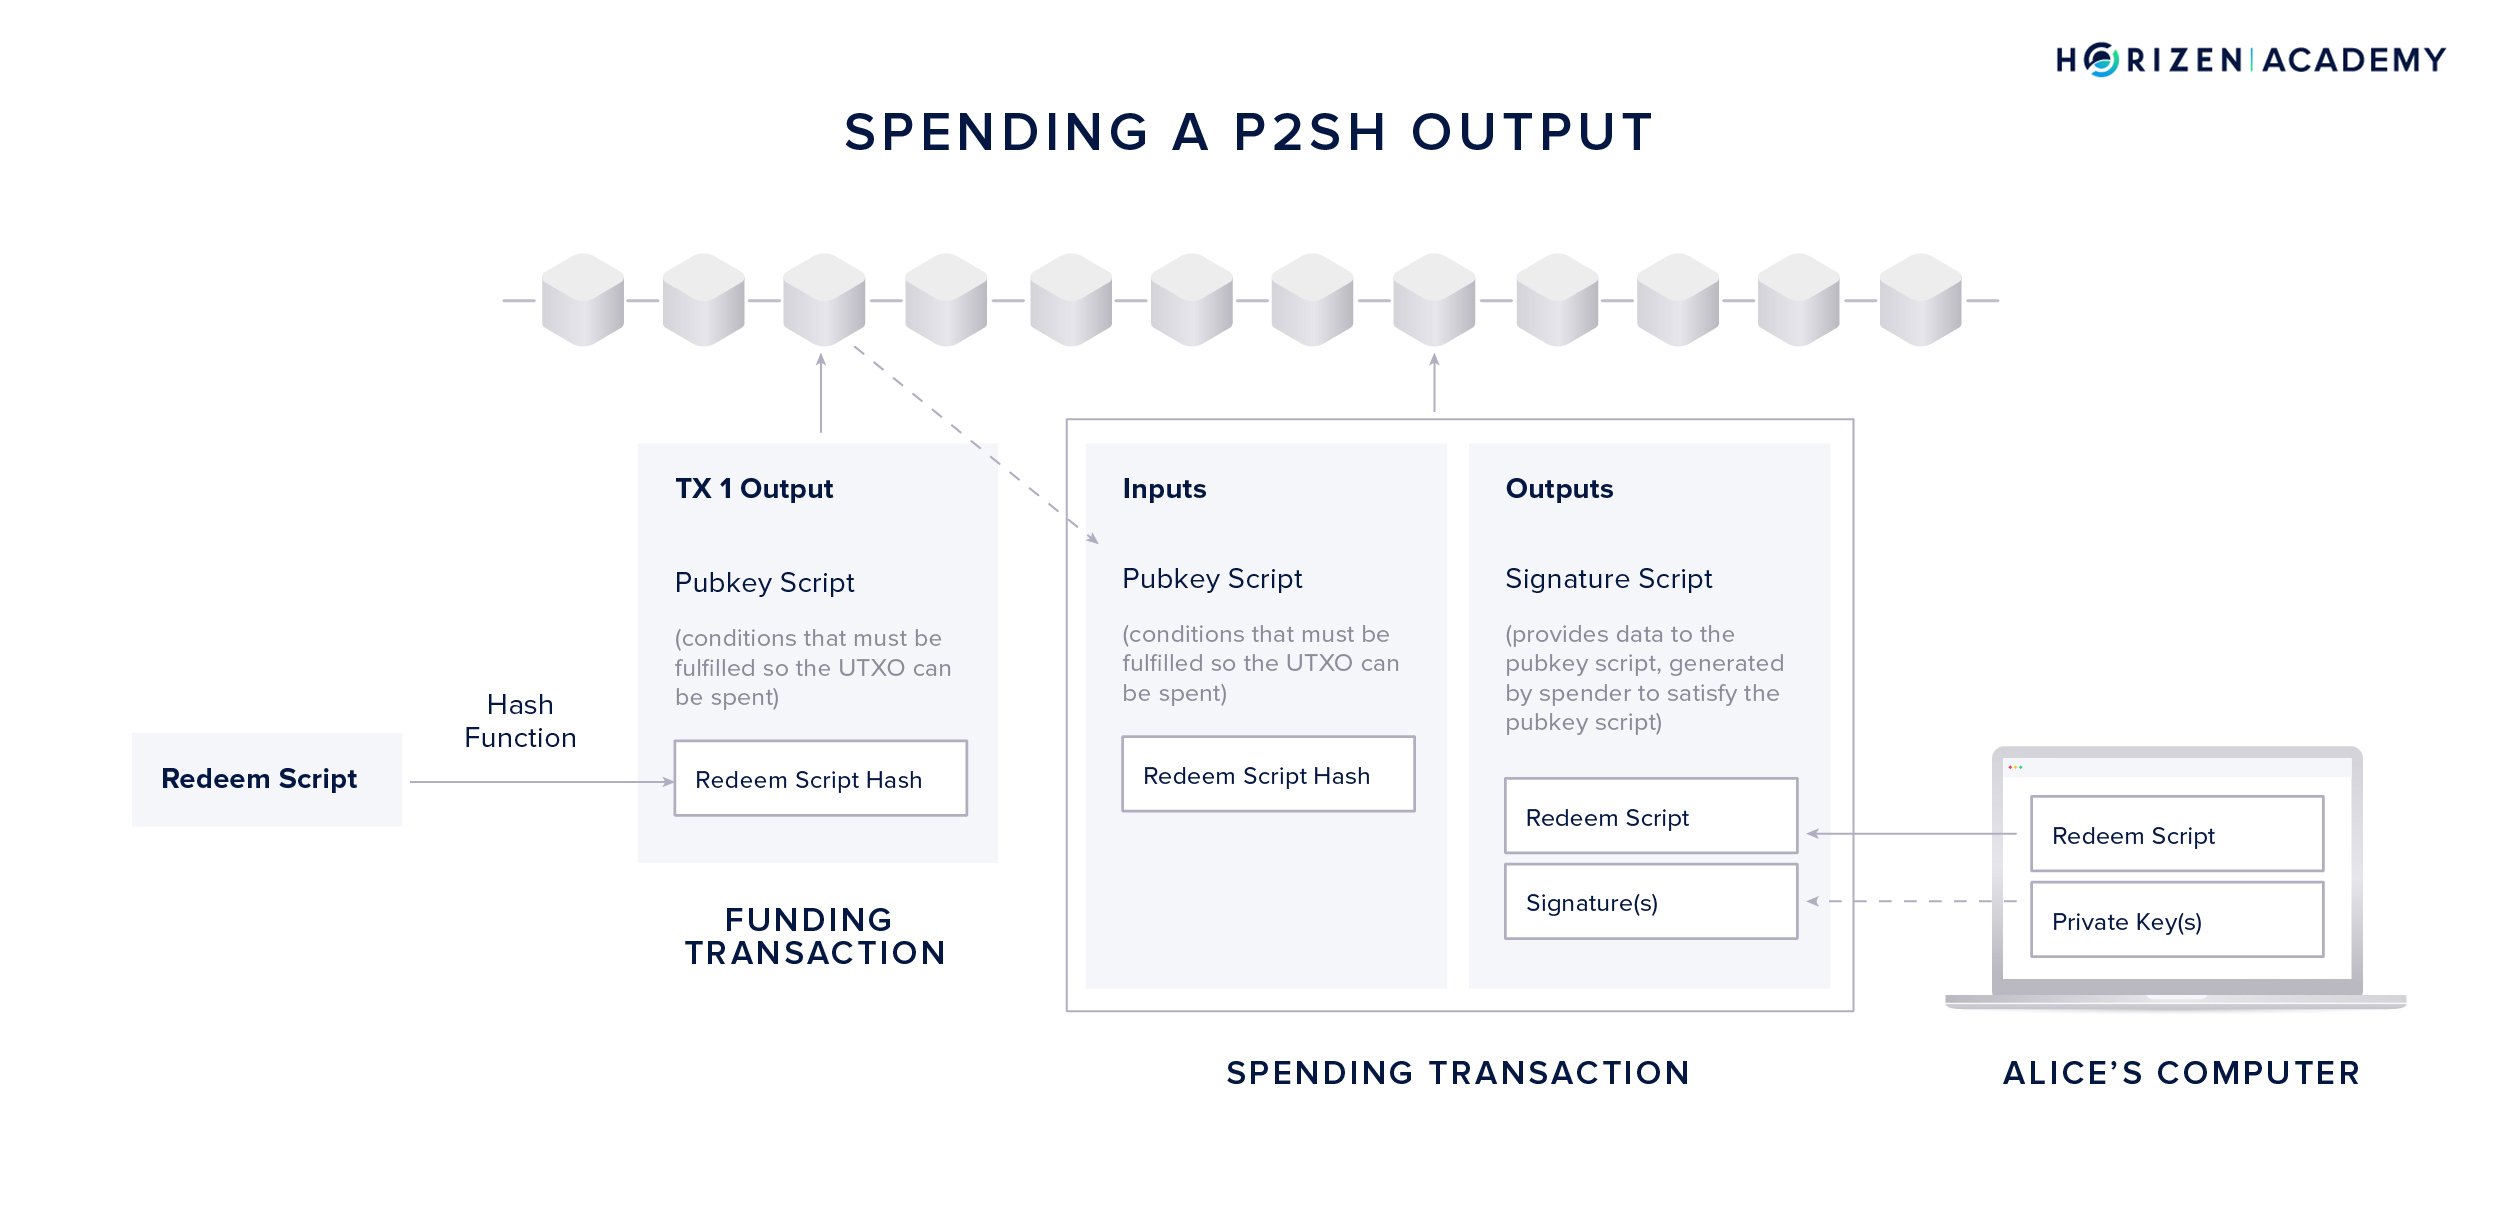 HORIZEN ACADEMY
SPENDING A P2SH OUTPUT
TX 1 Output
Pubkey Script
(conditions that must be
fulfilled so the UTXO can
be spent)
Redeem Script Hash
Hash
Function
Redeem Script
FUNDING
TRANSACTION
Inputs
Pubkey Script
(conditions that must be
fulfilled so the UTXO can
be spent)
Redeem Script Hash
Outputs
Signature Script
(provides data to the
pubkey script, generated
by spender to satisfy the
pubkey script)
Redeem Script
Signature(s)
SPENDING TRANSACTION
Redeem Script
Private Key(s)
ALICE’S COMPUTER